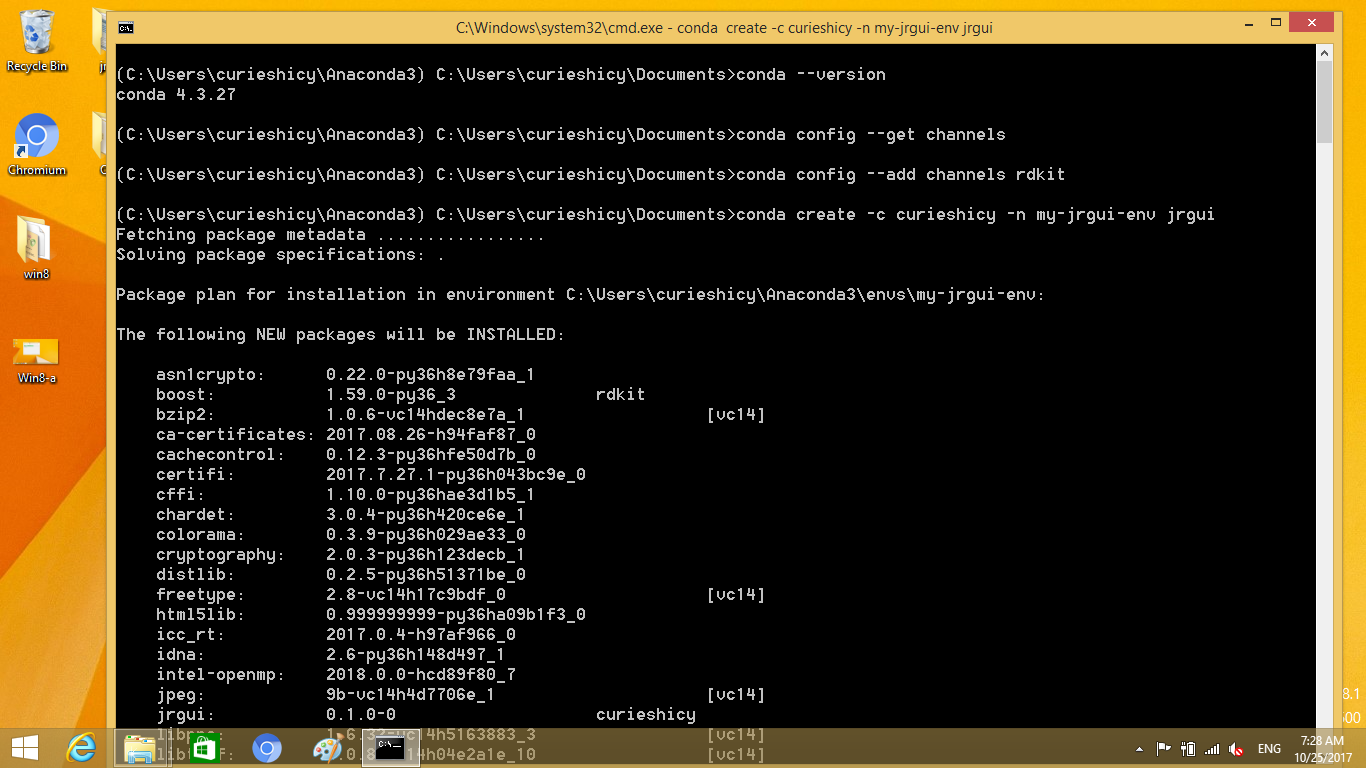 C:\Windows\system32\cmd.exe - conda  create -c curieshicy -n my-jrgui-env jrgui
Recycle Bin
Chromium
win8
Win8-a
(C:\Users\curieshicy\Anaconda3) C:\Users\curieshicy\Documents>conda --version
conda 4.3.27
(C:\Users\curieshicy\Anaconda3) C:\Users\curieshicy\Documents>conda config --get channels
(C:\Users\curieshicy\Anaconda3) C:\Users\curieshicy\Documents>conda config --add channels rdkit
(C:\Users\curieshicy\Anaconda3) C:\Users\curieshicy\Documents>conda create -c curieshicy -n my-jrgui-env jrgui
Fetching package metadata .................
Solving package specifications: .
Package plan for installation in environment C:\Users\curieshicy\Anaconda3\envs\my-jrgui-env:
The following NEW packages will be INSTALLED:
asn1crypto: 0.22.0-py36h8e79faa_1
boost: 1.59.0-py36_3 rdkit
bzip2: 1.0.6-vc14hdec8e7a_1 [vc14]
ca-certificates: 2017.08.26-h94faf87_0
cachecontrol: 0.12.3-py36hfe50d7b_0
certifi: 2017.7.27.1-py36h043bc9e_0
cffi: 1.10.0-py36hae3d1b5_1
chardet: 3.0.4-py36h420ce6e_1
colorama: 0.3.9-py36h029ae33_0
cryptography: 2.0.3-py36h123decb_1
distlib: 0.2.5-py36h51371be_0
freetype: 2.8-vc14h17c9bdf_0 [vc14]
html5lib: 0.999999999-py36ha09b1f3_0
icc_rt: 2017.0.4-h97af966_0
idna: 2.6-py36h148d497_1
intel-openmp: 2018.0.0-hcd89f80_7
jpeg: 9b-vc14h4d7706e_1 [vc14]
jrgui: 0.1.0-0 curieshicy
1.6.32-vc14h5163883_3 [vc14]
4.0.8-vc14h04e2a1e_10 [vc14]
8.1
600
ENG
7:28 AM
10/25/2017